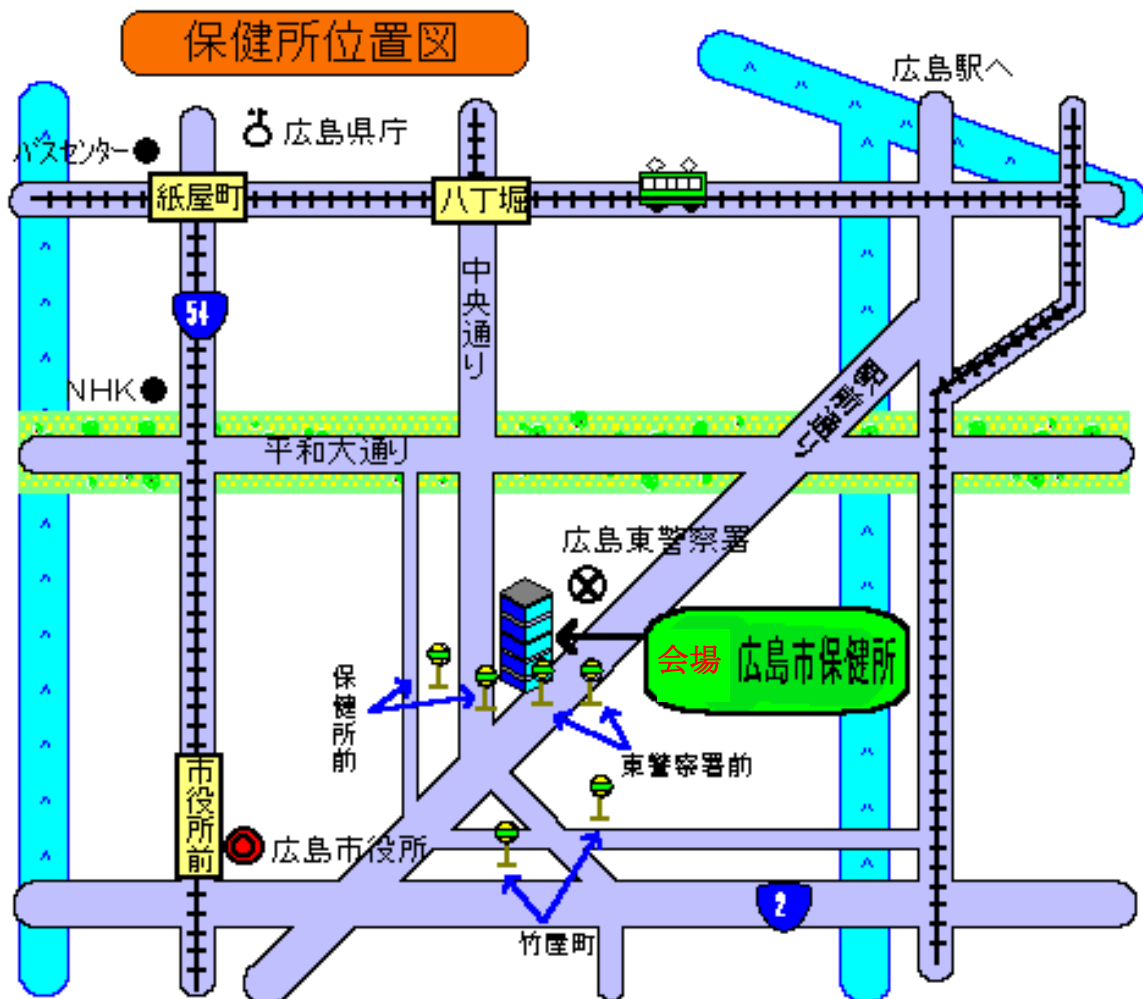 保健所位置図
広島駅へ
広島県庁
バスセンター
紙屋町
八丁堀
中央通り
54
NHK
駅前通り
平和大通り
広島東警察署
会場 広島市保健所
保健所前
東警察署前
市役所前
広島市役所
2
竹屋町